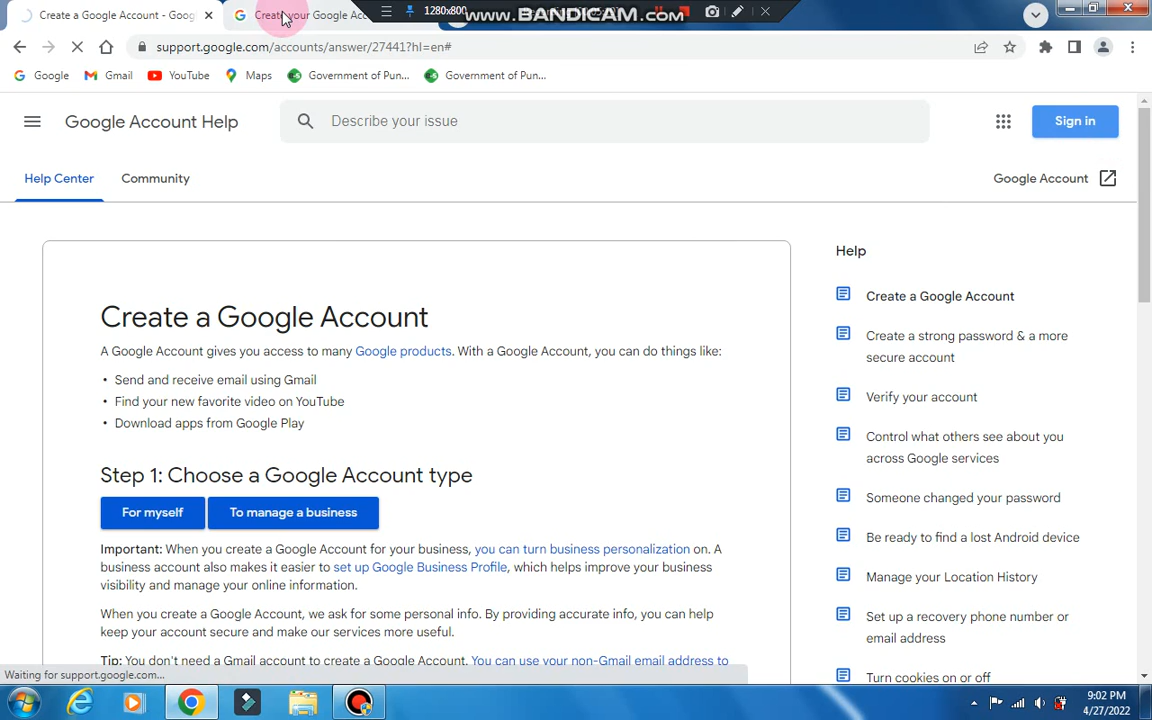 Create a Google Account - Goog
Create your Google Acc
1280x800
www.BANDICAM.com
support.google.com/accounts/answer/27441?hl=en#
Google
Gmail
YouTube
Maps
Government of Pun...
Government of Pun...
Google Account Help
Describe your issue
Sign in
Help Center
Community
Google Account
Create a Google Account
A Google Account gives you access to many Google products. With a Google Account, you can do things like:
• Send and receive email using Gmail
• Find your new favorite video on YouTube
• Download apps from Google Play
Step 1: Choose a Google Account type
For myself
To manage a business
Important: When you create a Google Account for your business, you can turn business personalization on. A
business account also makes it easier to set up Google Business Profile, which helps improve your business
visibility and manage your online information.
When you create a Google Account, we ask for some personal info. By providing accurate info, you can help
keep your account secure and make our services more useful.
Tip: You don't need a Gmail account to create a Google Account. You can use your non-Gmail email address to
Help
Create a Google Account
Create a strong password & a more
secure account
Verify your account
Control what others see about you
across Google services
Someone changed your password
Be ready to find a lost Android device
Manage your Location History
Set up a recovery phone number or
email address
Turn cookies on or off
Waiting for support.google.com...
9:02 PM
4/27/2022